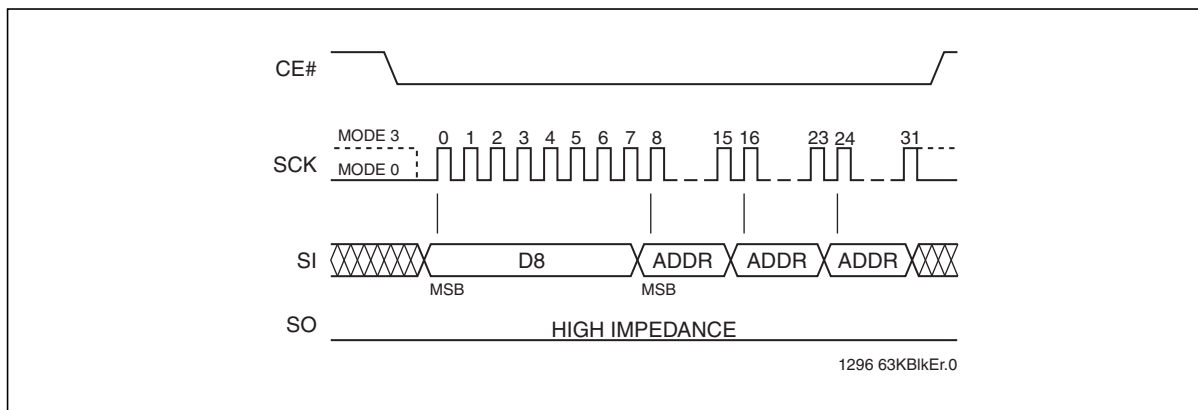 CE#
MODE 3
0 1 2 3 4 5 6 7 8 15 16 23 24 31
SCK
MODE 0
SI
D8 ADDR ADDR ADDR
MSB MSB
SO
HIGH IMPEDANCE
1296 63KBlkEr.0